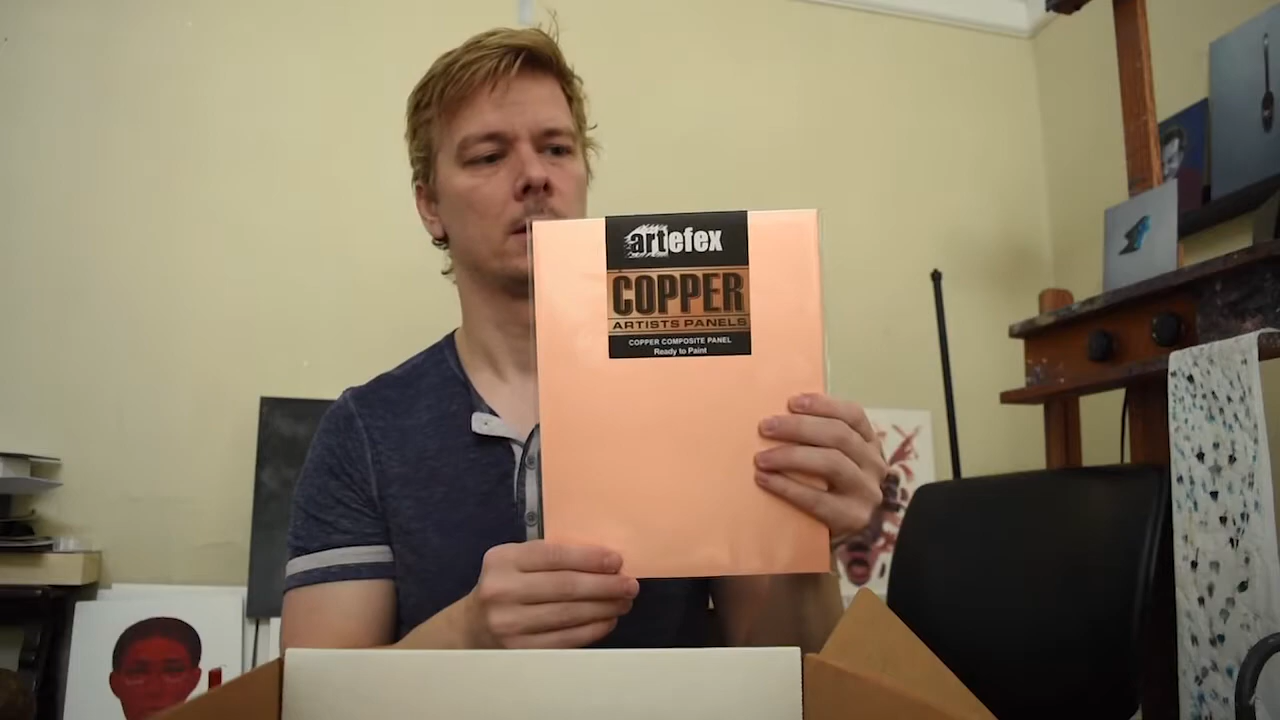 artefex
COPPER
ARTISTS PANELS
COPPER COMPOSITE PANEL
Ready to Paint